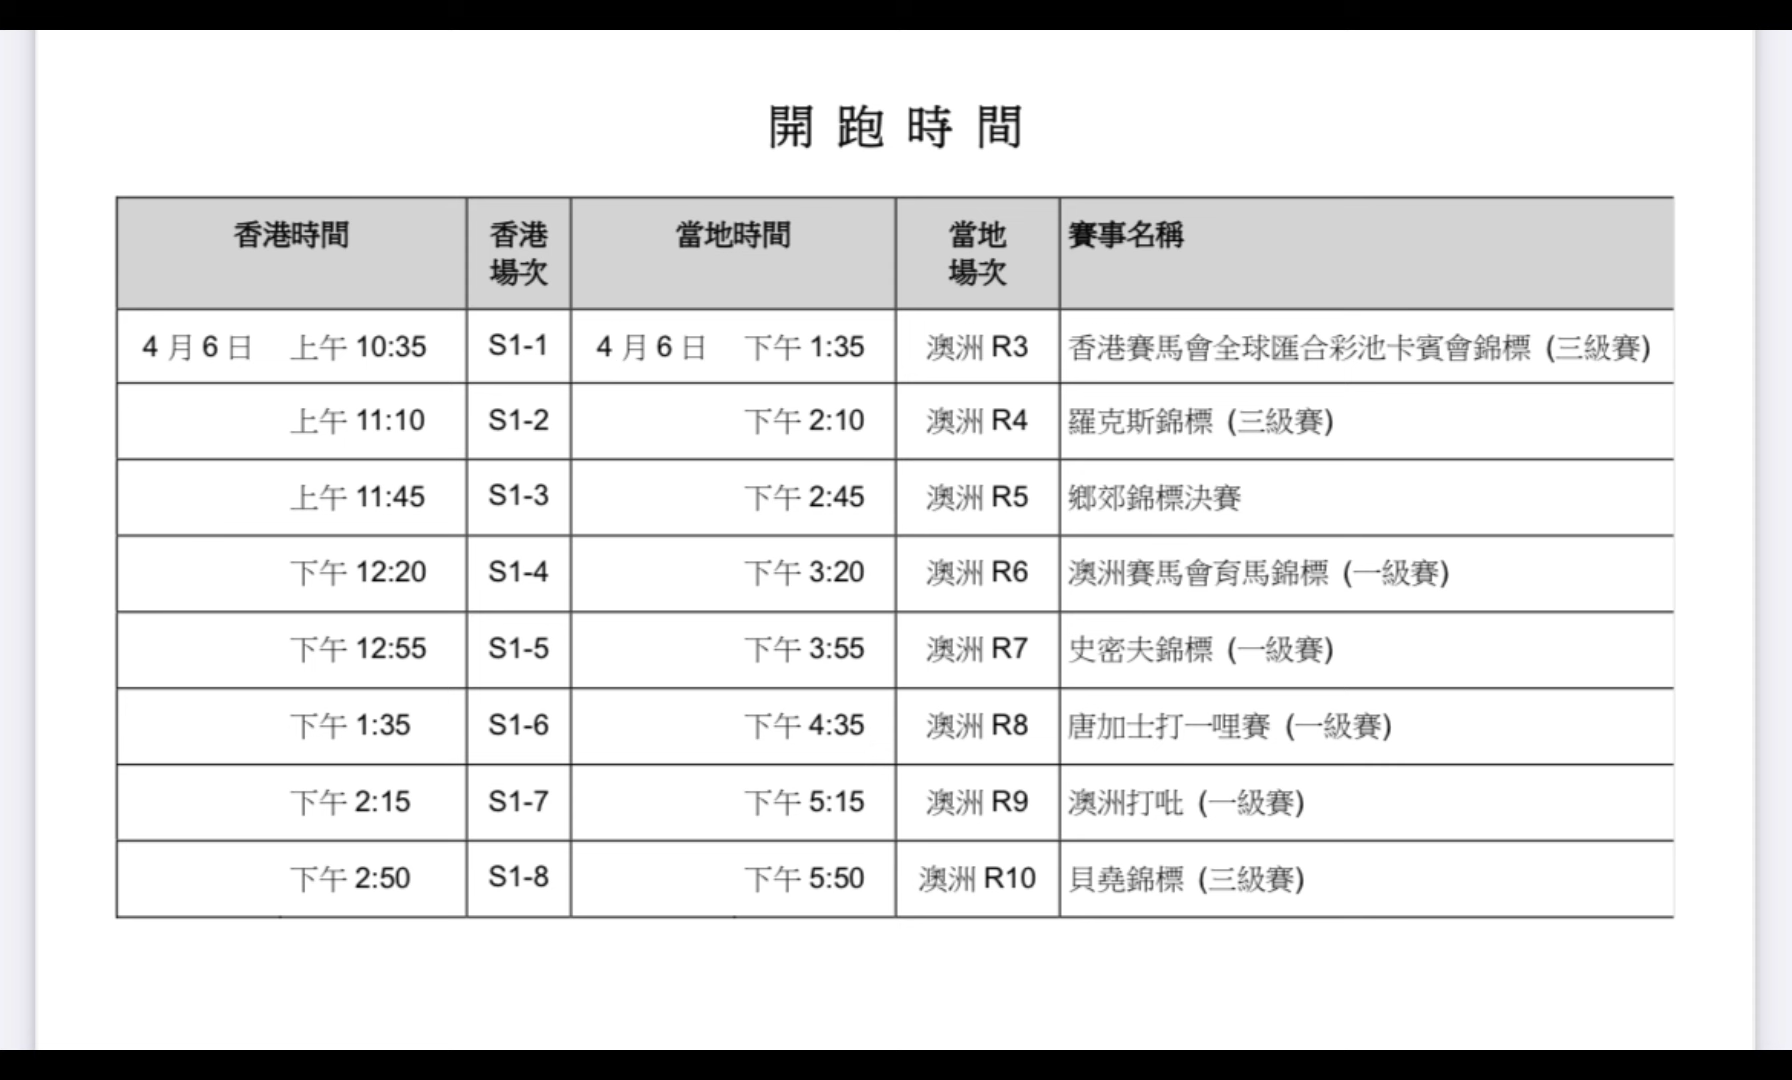 開跑時間
香港時間 香港場次 當地時間 當地場次 賽事名稱
4月6日 上午 10:35 S1-1 4月6日 下午 1:35 澳洲 R3 香港賽馬會全球匯合彩池卡賓會錦標 (三級賽)
上午 11:10 S1-2 下午 2:10 澳洲 R4 羅克斯錦標 (三級賽)
上午 11:45 S1-3 下午 2:45 澳洲 R5 鄉郊錦標決賽
下午 12:20 S1-4 下午 3:20 澳洲 R6 澳洲賽馬會育馬錦標 (一級賽)
下午 12:55 S1-5 下午 3:55 澳洲 R7 史密夫錦標 (一級賽)
下午 1:35 S1-6 下午 4:35 澳洲 R8 唐加士打一哩賽 (一級賽)
下午 2:15 S1-7 下午 5:15 澳洲 R9 澳洲打吡 (一級賽)
下午 2:50 S1-8 下午 5:50 澳洲 R10 貝堯錦標 (三級賽)